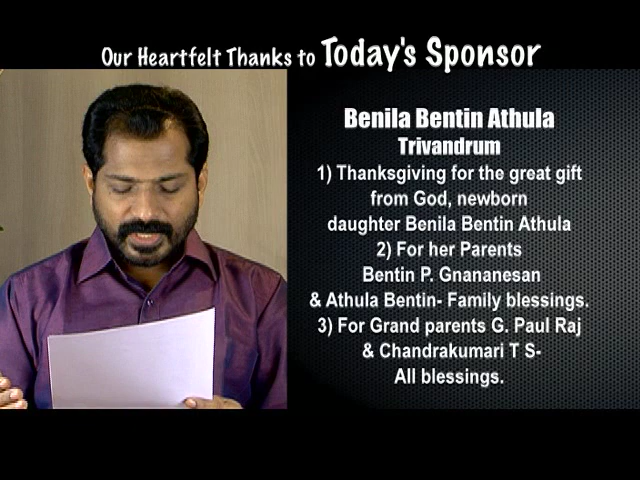 Our Heartfelt Thanks to Today's Sponsor
Benila Bentin Athula
Trivandrum
1) Thanksgiving for the great gift
from God, newborn
daughter Benila Bentin Athula
2) For her Parents
Bentin P. Gnananesan
& Athula Bentin- Family blessings.
3) For Grand parents G. Paul Raj
& Chandrakumari T S-
All blessings.